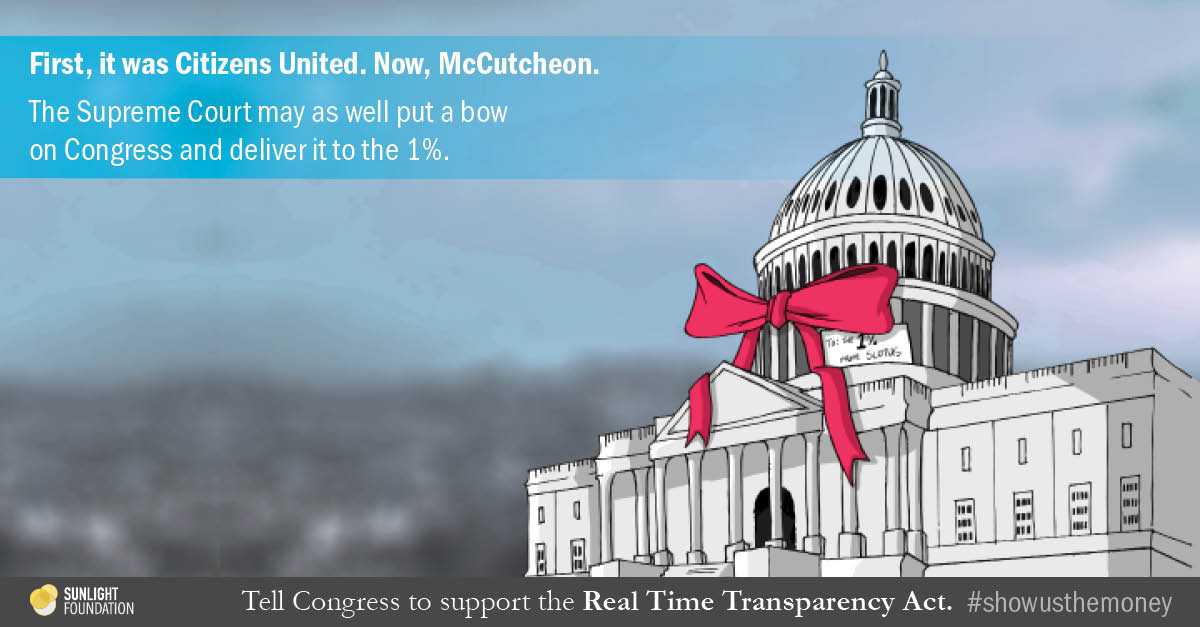 First, it was Citizens United. Now, McCutcheon.
The Supreme Court may as well put a bow
on Congress and deliver it to the 1%.
TO: THE 1%
FROM SCOTUS
SUNLIGHT
FOUNDATION
Tell Congress to support the Real Time Transparency Act. #showusthemoney